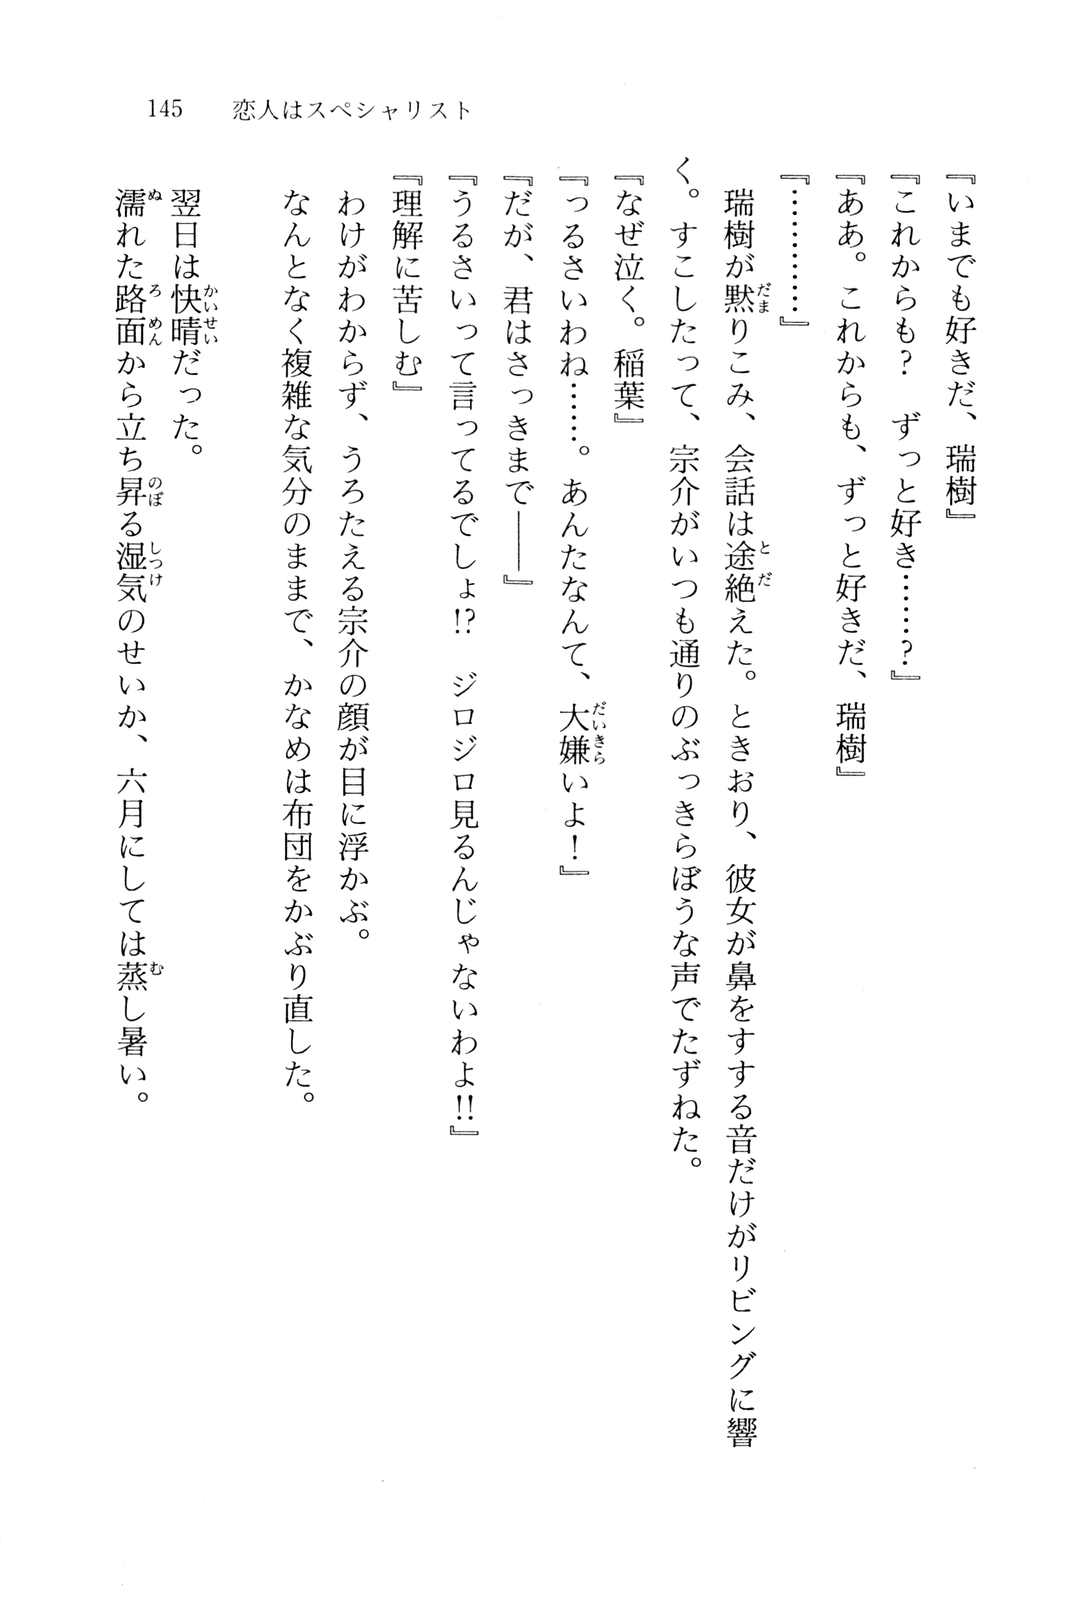 145　恋人はスペシャリスト
『いまでも好きだ、瑞樹』
『これからも？　ずっと好き……？』
『ああ。これからも、ずっと好きだ、瑞樹』
『…………』
　瑞樹が黙りこみ、会話は途絶えた。ときおり、彼女が鼻をすする音だけがリビングに響
く。すこしたって、宗介がいつも通りのぶっきらぼうな声でたずねた。
『なぜ泣く。稲葉』
『っるさいわね……。あんたなんて、大嫌いよ！』
『だが、君はさっきまで――』
『うるさいって言ってるでしょ!?　ジロジロ見るんじゃないわよ!!』
『理解に苦しむ』
　わけがわからず、うろたえる宗介の顔が目に浮かぶ。
　なんとなく複雑な気分のままで、かなめは布団をかぶり直した。
　翌日は快晴だった。
　濡れた路面から立ち昇る湿気のせいか、六月にしては蒸し暑い。